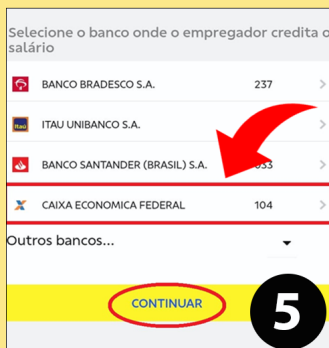 Selecione o banco onde o empregador credita o
salário
BANCO BRADESCO S.A. 237
Itaú ITAU UNIBANCO S.A.
BANCO SANTANDER (BRASIL) S.A. 033
CAIXA ECONOMICA FEDERAL 104
Outros bancos...
CONTINUAR
5